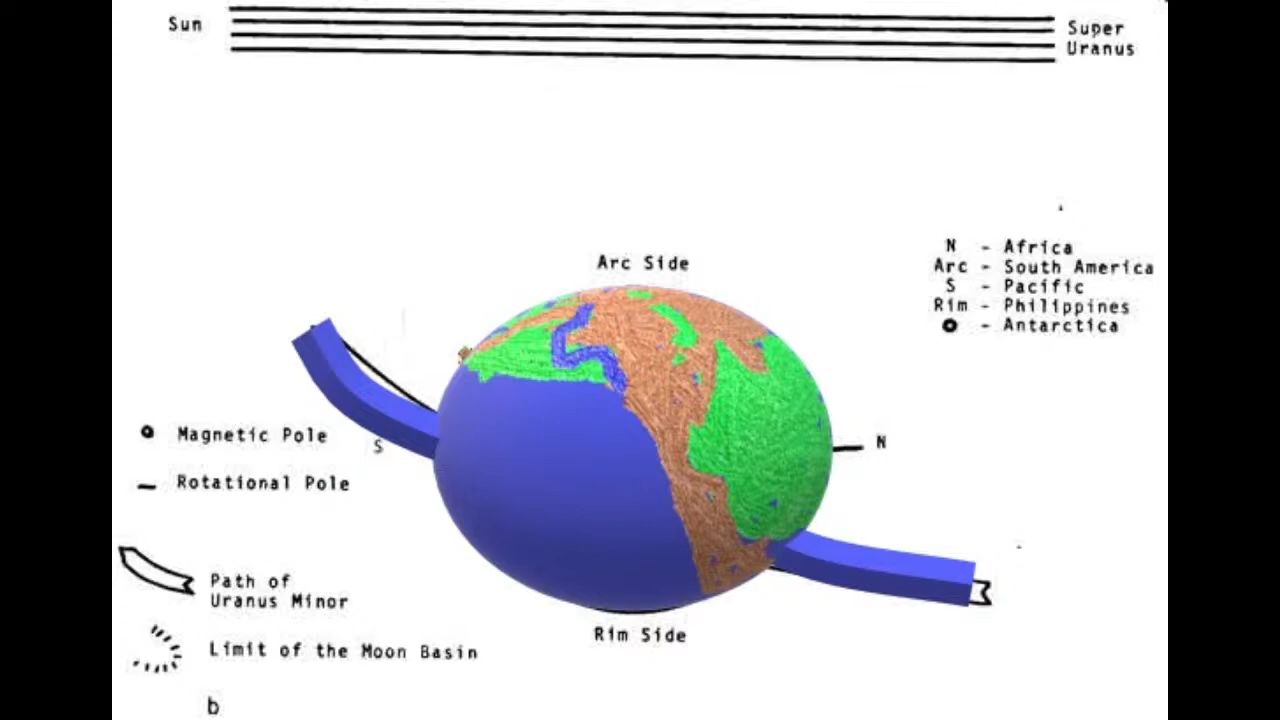 Sun
Super
Uranus
N - Africa
Arc - South America
S - Pacific
Rim - Philippines
- Antarctica
Arc Side
Magnetic Pole
S
N
Rotational Pole
Path of
Uranus Minor
Rim Side
Limit of the Moon Basin
b